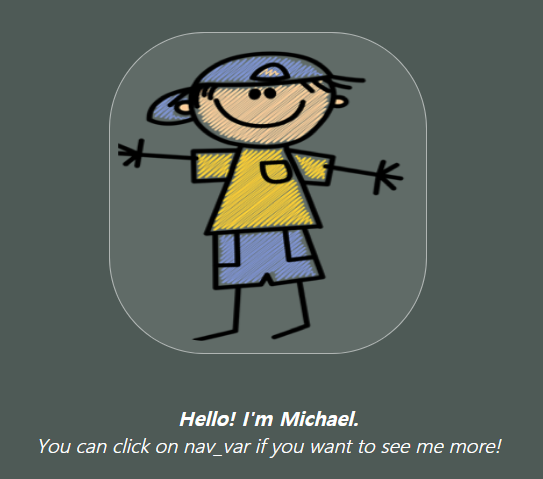 Hello! I'm Michael.
You can click on nav_var if you want to see me more!